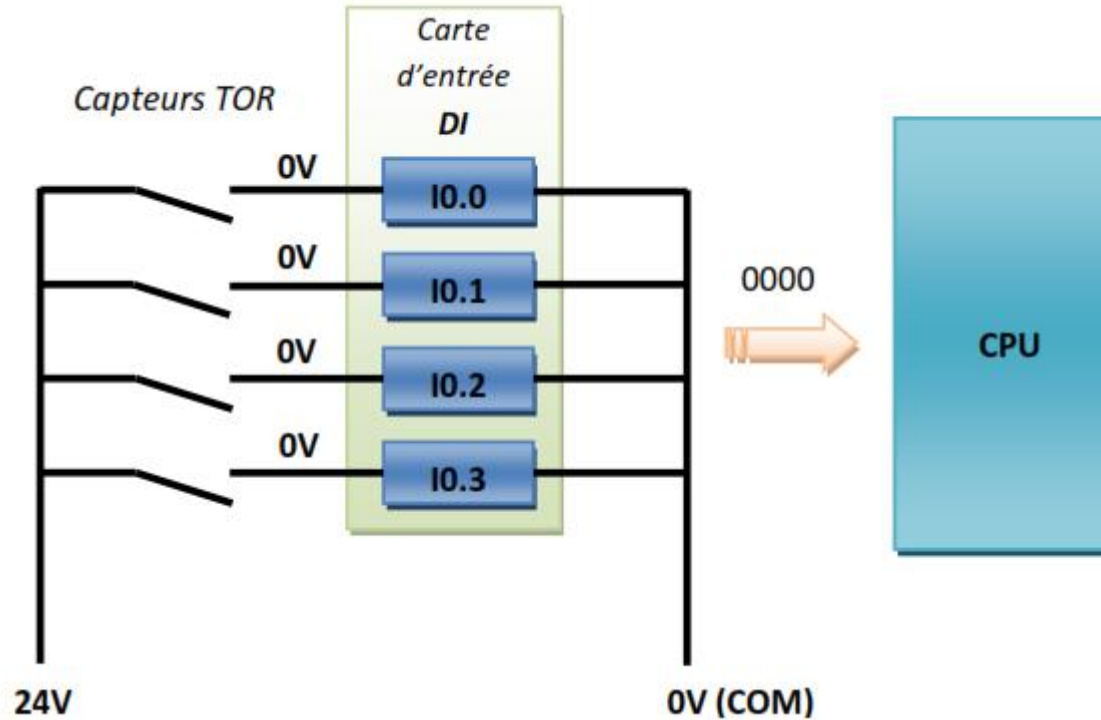 Carte
d'entrée
DI
Capteurs TOR
0V
I0.0
0V
I0.1
0000
0V
I0.2
CPU
0V
I0.3
24V
0V (COM)